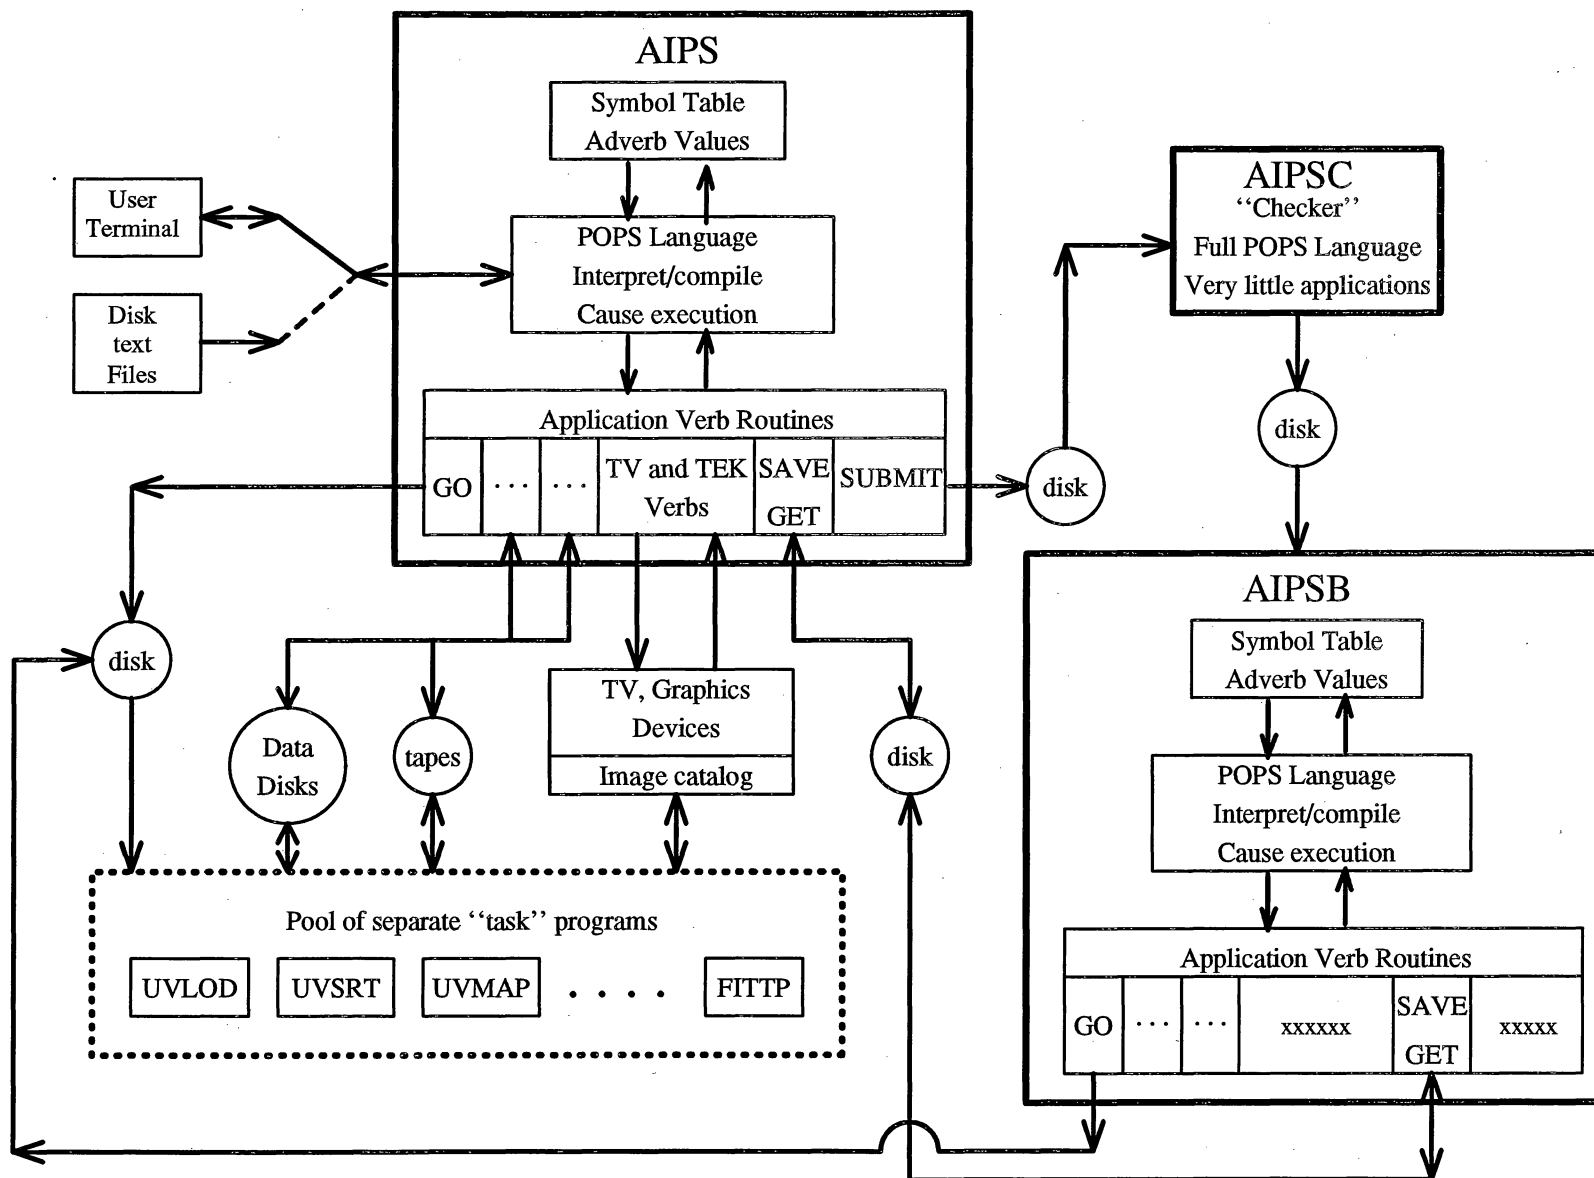 AIPS
Symbol Table
Adverb Values
User
Terminal
Disk
text
Files
POPS Language
Interpret/compile
Cause execution
Application Verb Routines
GO
···
···
TV and TEK
Verbs
SAVE
GET
SUBMIT
disk
AIPSC
‘‘Checker’’
Full POPS Language
Very little applications
disk
disk
Data
Disks
tapes
TV, Graphics
Devices
Image catalog
disk
Pool of separate ‘‘task’’ programs
UVLOD
UVSRT
UVMAP
. . . .
FITTP
AIPSB
Symbol Table
Adverb Values
POPS Language
Interpret/compile
Cause execution
Application Verb Routines
GO
···
···
xxxxxx
SAVE
GET
xxxxx